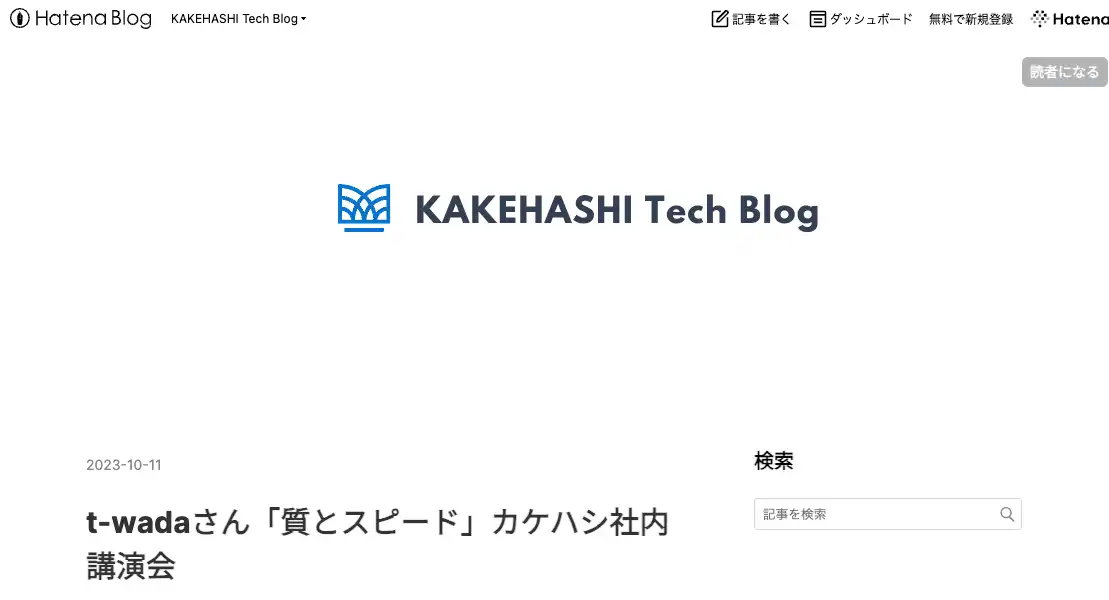 Hatena Blog KAKEHASHI Tech Blog 記事を書く ダッシュボード 無料で新規登録 Hatena
読者になる
KAKEHASHI Tech Blog
2023-10-11
t-wadaさん「質とスピード」カケハシ社内
講演会
検索
記事を検索